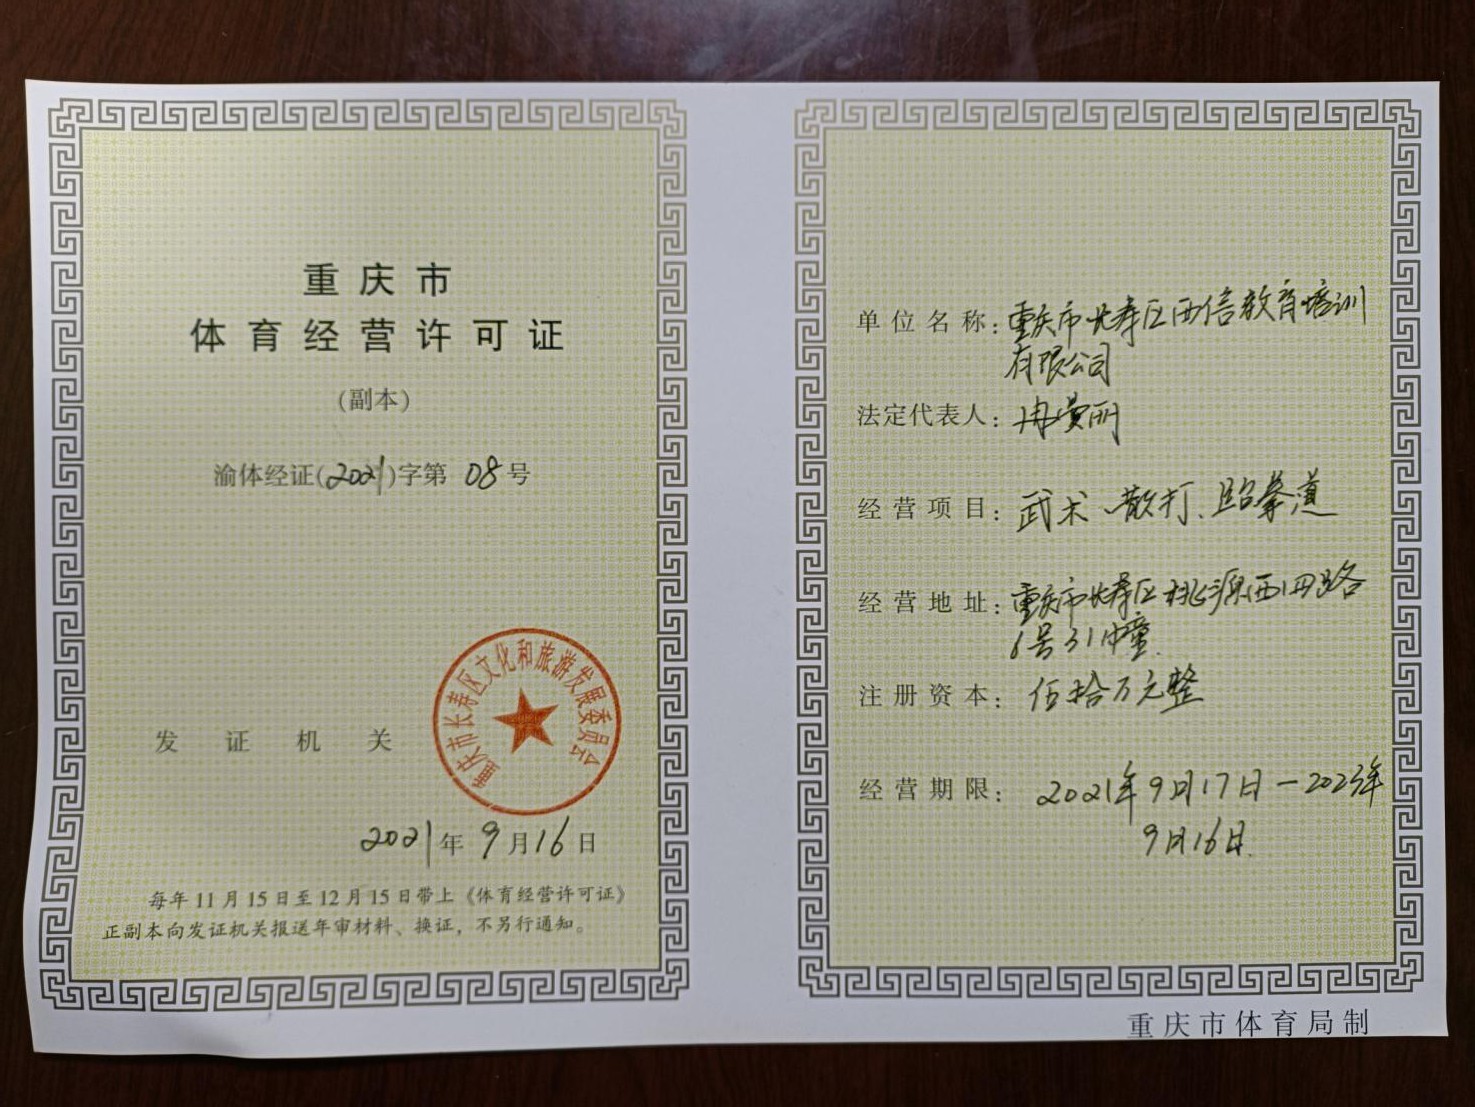 重庆市
体育经营许可证
(副本)
渝体经证(2021)字第 08 号
发证机关
重庆市长寿区文化和旅游发展委员会
2021年9月16日
每年11月15日至12月15日带上《体育经营许可证》
正副本向发证机关报送年审材料、换证，不另行通知。
单位名称：重庆市长寿区西信教育培训
有限公司
法定代表人：冉曼丽
经营项目：武术、散打、跆拳道
经营地址：重庆市长寿区桃源西四路
6号31幢
注册资本：伍拾万元整
经营期限：2021年9月17日－2023年
9月16日.
重庆市体育局制